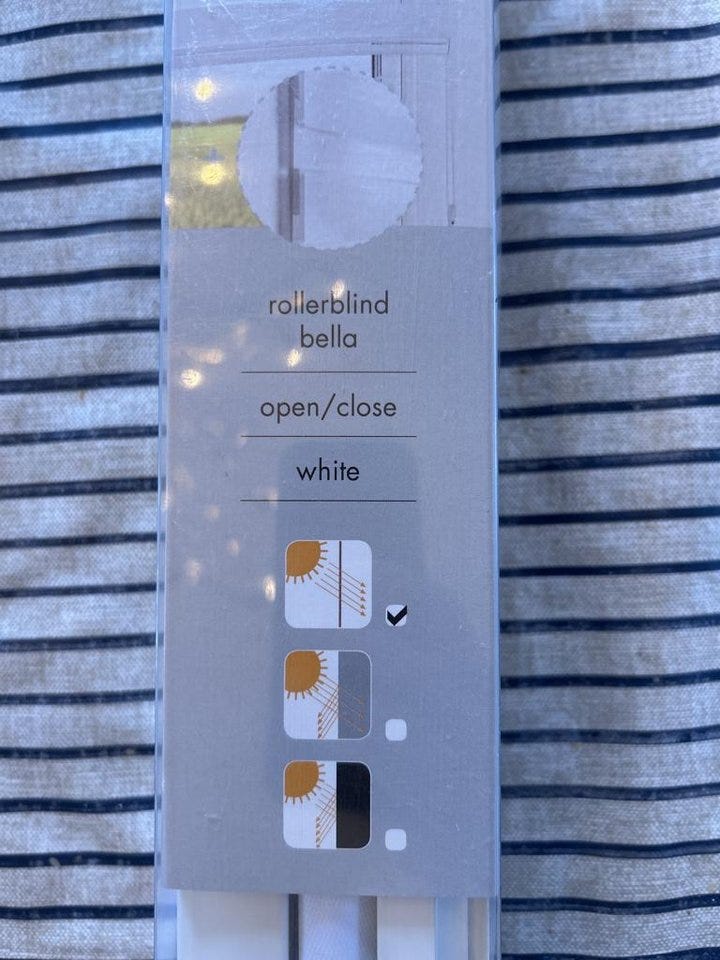 rollerblind
bella
open/close
white